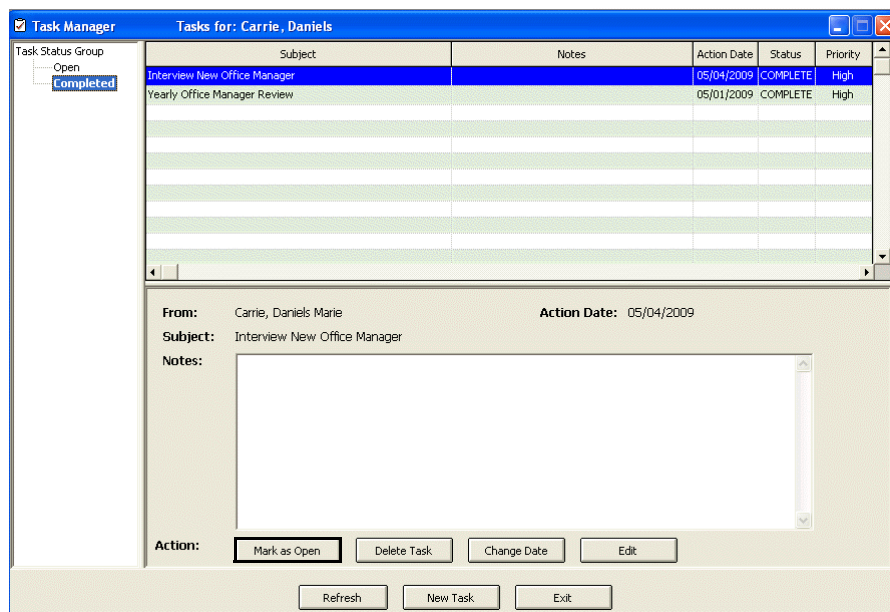 Task Manager Tasks for: Carrie, Daniels
Task Status Group
Open
Completed
Subject Notes Action Date Status Priority
Interview New Office Manager 05/04/2009 COMPLETE High
Yearly Office Manager Review 05/01/2009 COMPLETE High
From: Carrie, Daniels Marie Action Date: 05/04/2009
Subject: Interview New Office Manager
Notes:
Action: Mark as Open Delete Task Change Date Edit
Refresh New Task Exit